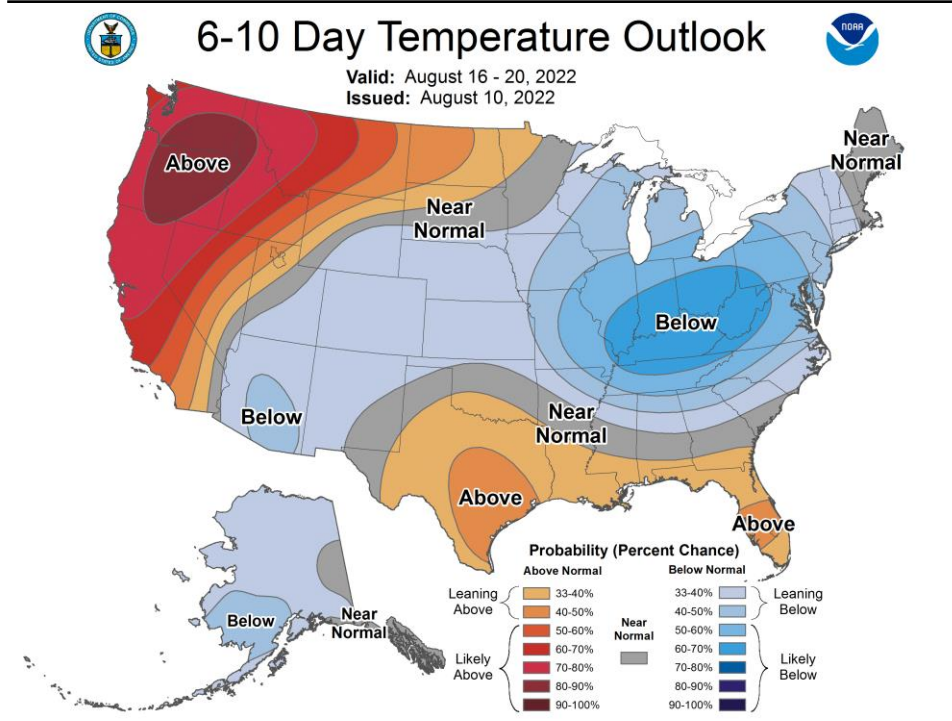 6-10 Day Temperature Outlook
NOAA
Valid: August 16 - 20, 2022
Issued: August 10, 2022
Above
Near
Normal
Near
Normal
Below
Below
Near
Normal
Above
Above
Below
Near
Normal
Probability (Percent Chance)
Above Normal
Below Normal
Leaning
Above
33-40%
40-50%
Likely
Above
50-60%
60-70%
70-80%
80-90%
90-100%
Near
Normal
33-40%
40-50%
Leaning
Below
50-60%
60-70%
70-80%
80-90%
90-100%
Likely
Below